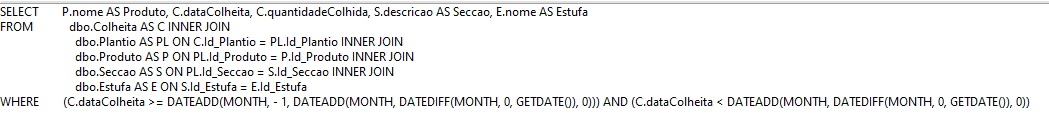 SELECT P.nome AS Produto, C.dataColheita, C.quantidadeColhida, S.descricao AS Seccao, E.nome AS Estufa
FROM dbo.Colheita AS C INNER JOIN
dbo.Plantio AS PL ON C.Id_Plantio = PL.Id_Plantio INNER JOIN
dbo.Produto AS P ON PL.Id_Produto = P.Id_Produto INNER JOIN
dbo.Seccao AS S ON PL.Id_Seccao = S.Id_Seccao INNER JOIN
dbo.Estufa AS E ON S.Id_Estufa = E.Id_Estufa
WHERE (C.dataColheita >= DATEADD(MONTH, - 1, DATEADD(MONTH, DATEDIFF(MONTH, 0, GETDATE()), 0))) AND (C.dataColheita < DATEADD(MONTH, DATEDIFF(MONTH, 0, GETDATE()), 0))